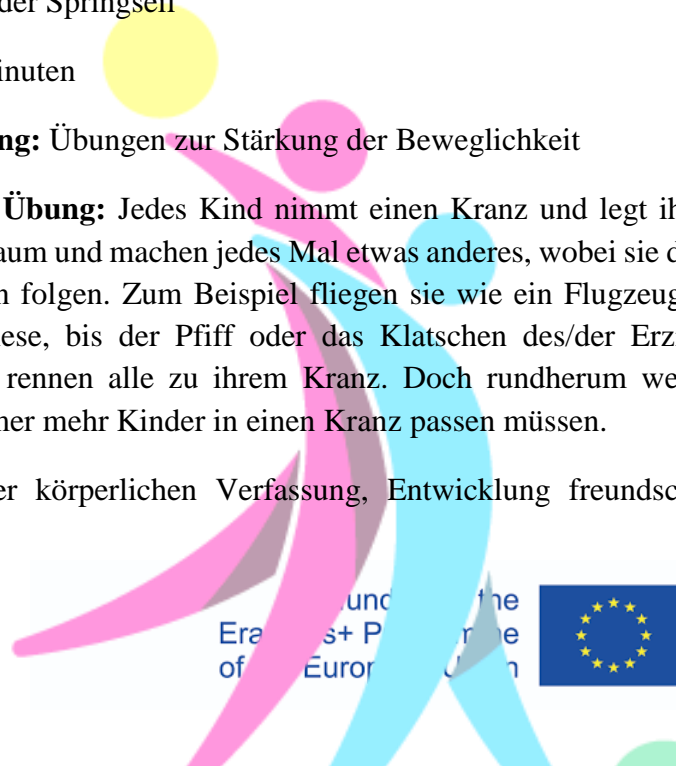 der Springseil
inuten
ng: Übungen zur Stärkung der Beweglichkeit
Übung: Jedes Kind nimmt einen Kranz und legt ih
aum und machen jedes Mal etwas anderes, wobei sie d
n folgen. Zum Beispiel fliegen sie wie ein Flugzeug
iese, bis der Pfiff oder das Klatschen des/der Erz
rennen alle zu ihrem Kranz. Doch rundherum we
ner mehr Kinder in einen Kranz passen müssen.
er körperlichen Verfassung, Entwicklung freundsc
the
of